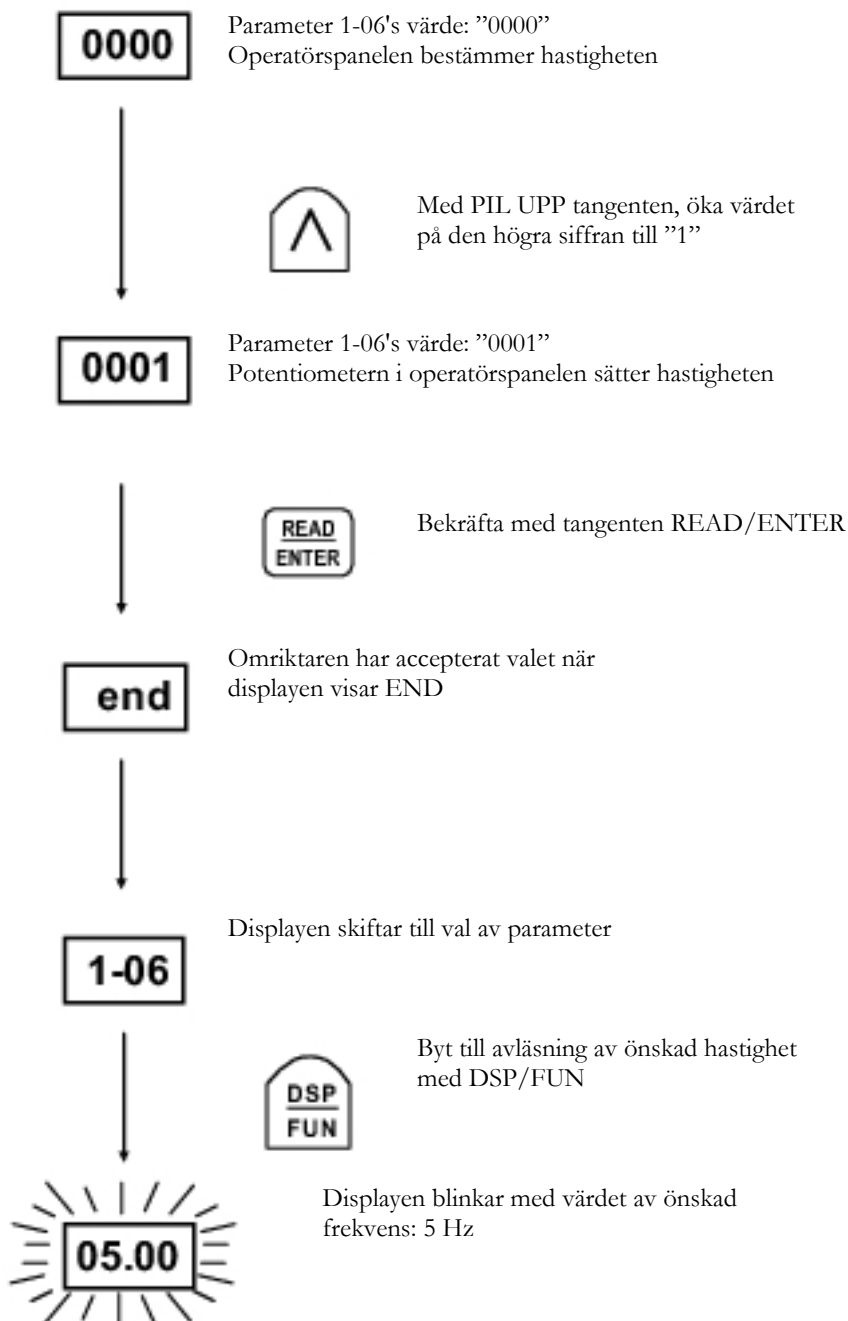 0000
Parameter 1-06's värde: ”0000”
Operatörspanelen bestämmer hastigheten
Med PIL UPP tangenten, öka värdet
på den högra siffran till ”1”
0001
Parameter 1-06's värde: ”0001”
Potentiometern i operatörspanelen sätter hastigheten
READ
ENTER
Bekräfta med tangenten READ/ENTER
end
Omriktaren har accepterat valet när
displayen visar END
1-06
Displayen skiftar till val av parameter
DSP
FUN
Byt till avläsning av önskad hastighet
med DSP/FUN
05.00
Displayen blinkar med värdet av önskad
frekvens: 5 Hz